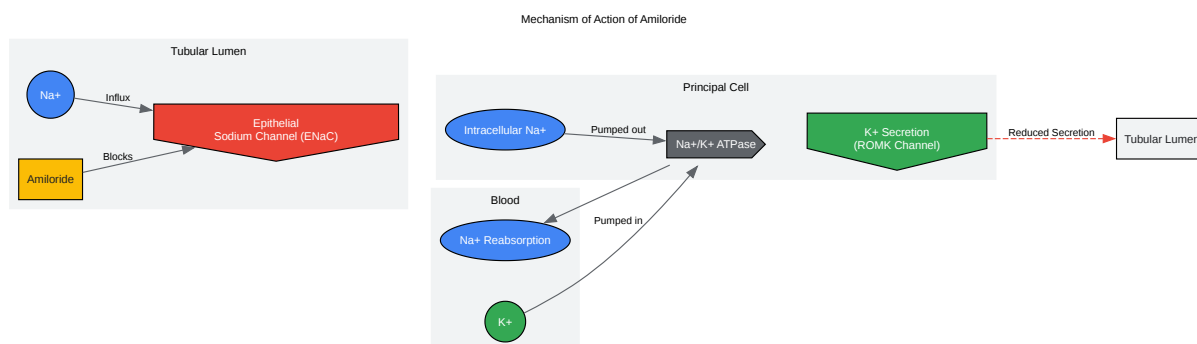 Mechanism of Action of Amiloride
Tubular Lumen
Na+
Influx
Epithelial
Sodium Channel (ENaC)
Blocks
Amiloride
Principal Cell
Intracellular Na+
Pumped out
Na+/K+ ATPase
K+ Secretion
(ROMK Channel)
Reduced Secretion
Tubular Lumen
Blood
Na+ Reabsorption
Pumped in
K+